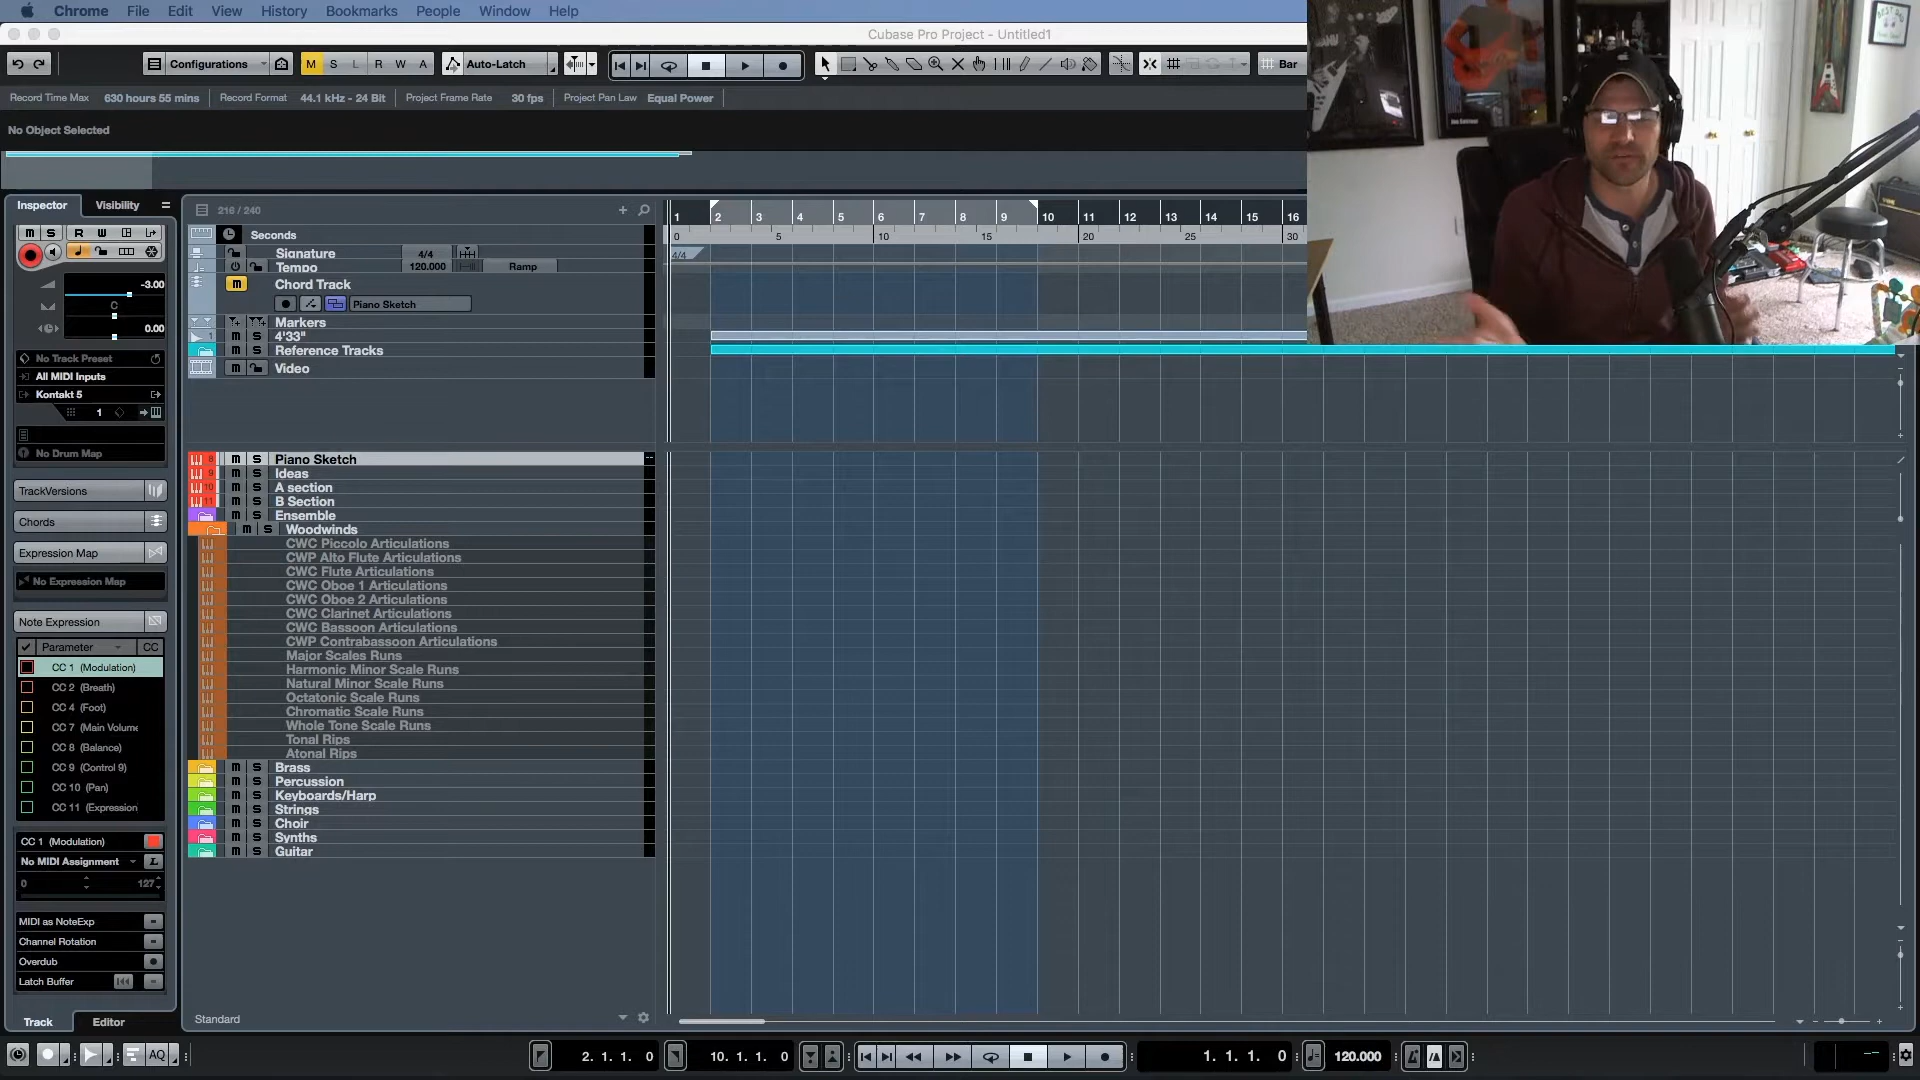 Chrome File Edit View History Bookmarks People Window Help
Cubase Pro Project - Untitled1
Configurations M S L R W A Auto-Latch Bar
Record Time Max 630 hours 55 mins Record Format 44.1 kHz - 24 Bit Project Frame Rate 30 fps Project Pan Law Equal Power
No Object Selected
Inspector Visibility
216 / 240
1 2 3 4 5 6 7 8 9 10 11 12 13 14 15 16
Seconds
0 5 10 15 20 25 30
Signature 4/4
4/4
Tempo 120.000 Ramp
m Chord Track
Piano Sketch
Markers
1 m S 4'33"
m S Reference Tracks
m Video
M S R W
-3.00
C
0.00
No Track Preset
All MIDI Inputs
Kontakt 5
1
No Drum Map
TrackVersions
Chords
Expression Map
No Expression Map
Note Expression
Parameter CC
CC 1 (Modulation)
CC 2 (Breath)
CC 4 (Foot)
CC 7 (Main Volume
CC 8 (Balance)
CC 9 (Control 9)
CC 10 (Pan)
CC 11 (Expression
CC 1 (Modulation)
No MIDI Assignment L
0 127
MIDI as NoteExp
Channel Rotation
Overdub
Latch Buffer
Track Editor
8 m S Piano Sketch
9 m S Ideas
10 m S A section
11 m S B Section
m S Ensemble
m S Woodwinds
CWC Piccolo Articulations
CWP Alto Flute Articulations
CWC Flute Articulations
CWC Oboe 1 Articulations
CWC Oboe 2 Articulations
CWC Clarinet Articulations
CWC Bassoon Articulations
CWP Contrabassoon Articulations
Major Scales Runs
Harmonic Minor Scale Runs
Natural Minor Scale Runs
Octatonic Scale Runs
Chromatic Scale Runs
Whole Tone Scale Runs
Tonal Rips
Atonal Rips
m S Brass
m S Percussion
m S Keyboards/Harp
m S Strings
m S Choir
m S Synths
m S Guitar
Standard
AQ 2. 1. 1. 0 10. 1. 1. 0 1. 1. 1. 0 120.000